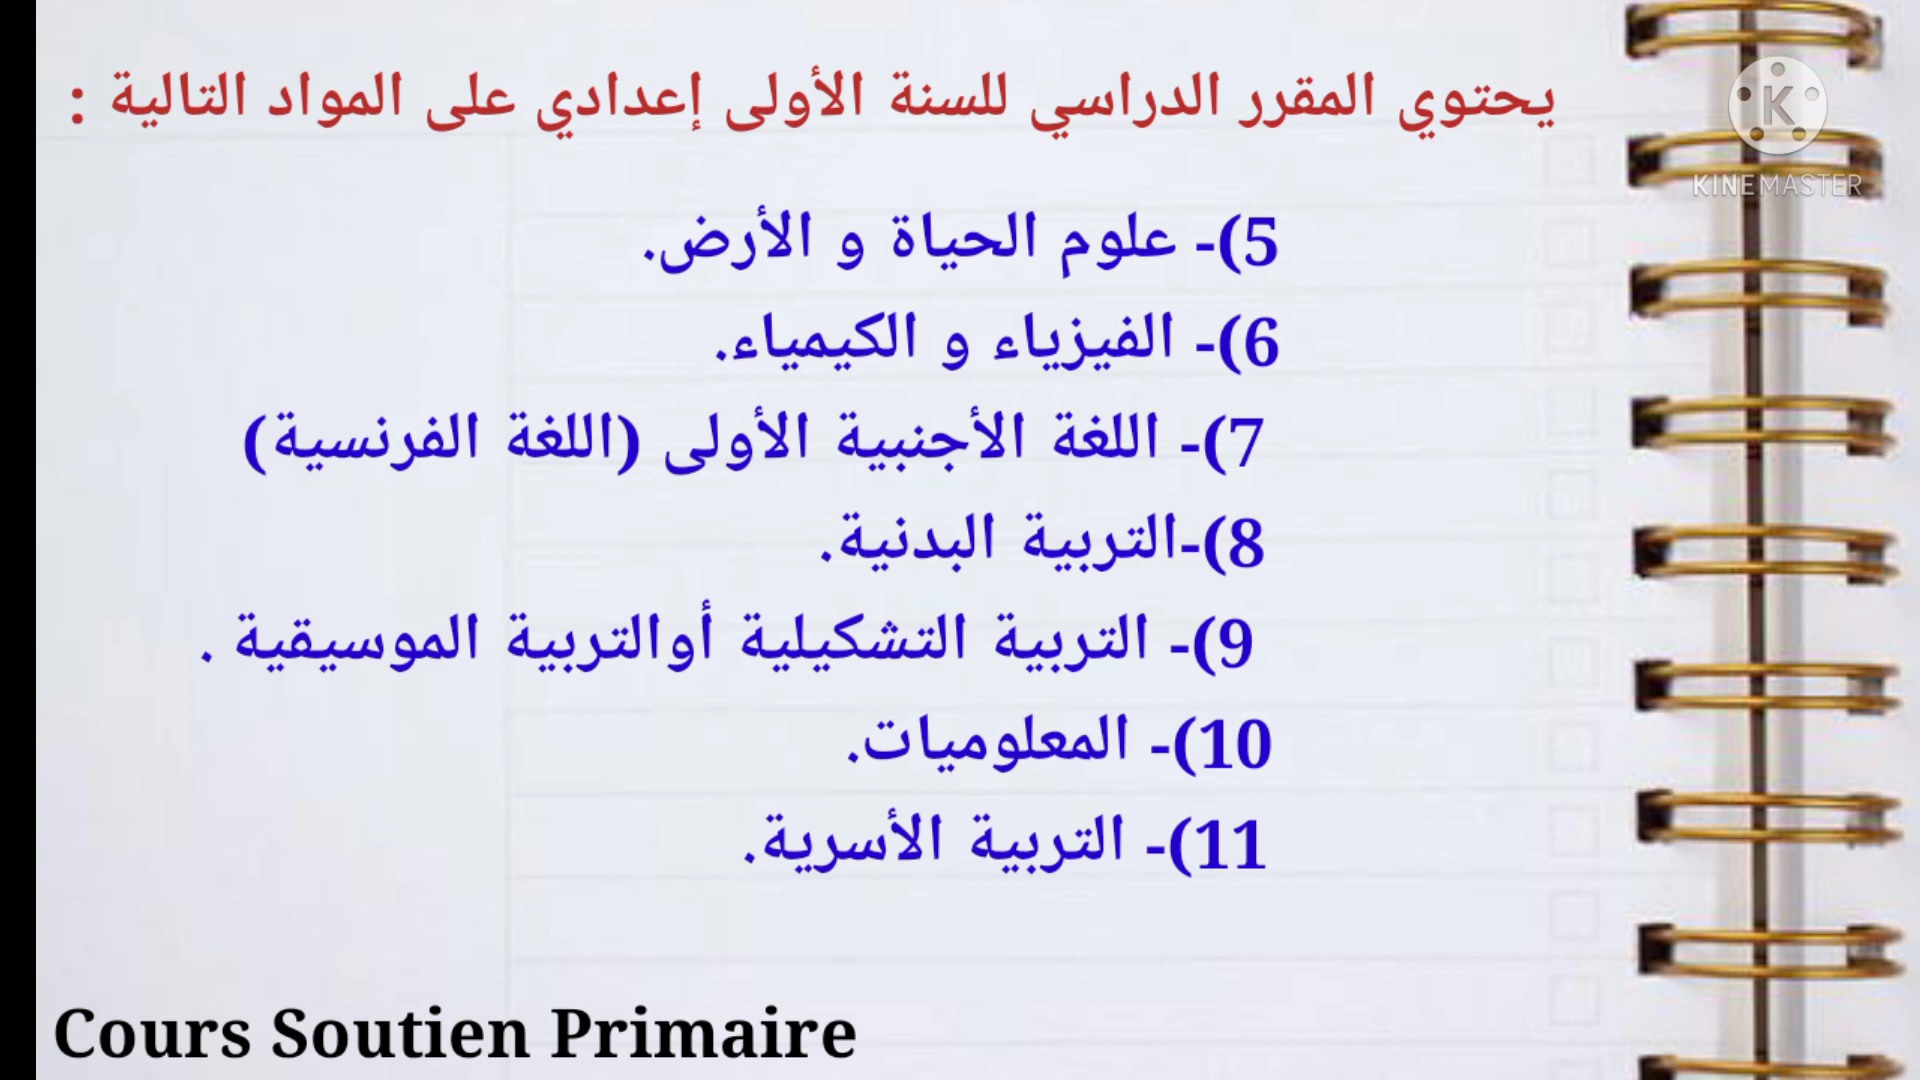 يحتوي المقرر الدراسي للسنة الأولى إعدادي على المواد التالية :
KINEMASTER
5)- علوم الحياة و الأرض.
6)- الفيزياء و الكيمياء.
7)- اللغة الأجنبية الأولى (اللغة الفرنسية)
8)-التربية البدنية.
9)- التربية التشكيلية أوالتربية الموسيقية .
10)- المعلوميات.
11)- التربية الأسرية.
Cours Soutien Primaire